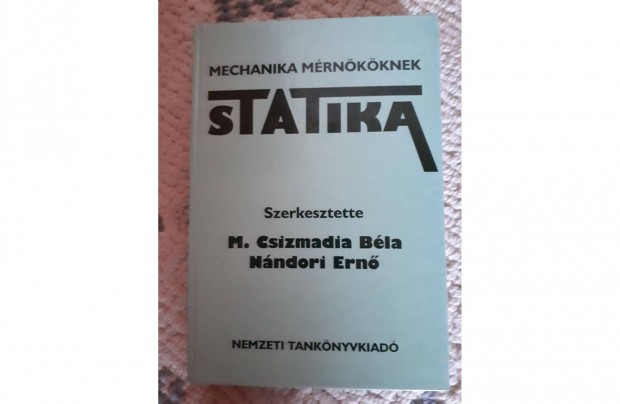 MECHANIKA MÉRNÖKÖKNEK
STATIKA
Szerkesztette
M. Csizmadia Béla
Nándori Ernő
NEMZETI TANKÖNYVKIADÓ